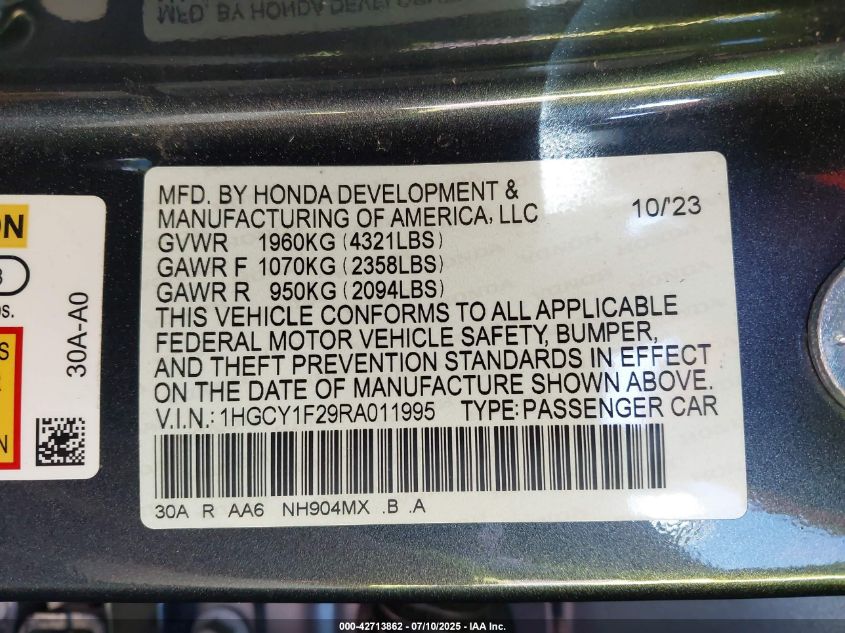 MFD. BY HONDA DEVELOPMENT &
MANUFACTURING OF AMERICA, LLC
10/'23
GVWR 1960KG (4321LBS)
GAWR F 1070KG (2358LBS)
GAWR R 950KG (2094LBS)
THIS VEHICLE CONFORMS TO ALL APPLICABLE
FEDERAL MOTOR VEHICLE SAFETY, BUMPER,
AND THEFT PREVENTION STANDARDS IN EFFECT
ON THE DATE OF MANUFACTURE SHOWN ABOVE.
V.I.N.: 1HGCY1F29RA011995 TYPE: PASSENGER CAR
30A R AA6 NH904MX .B .A
30A-A0
000-42713862 - 07/10/2025 - IAA Inc.